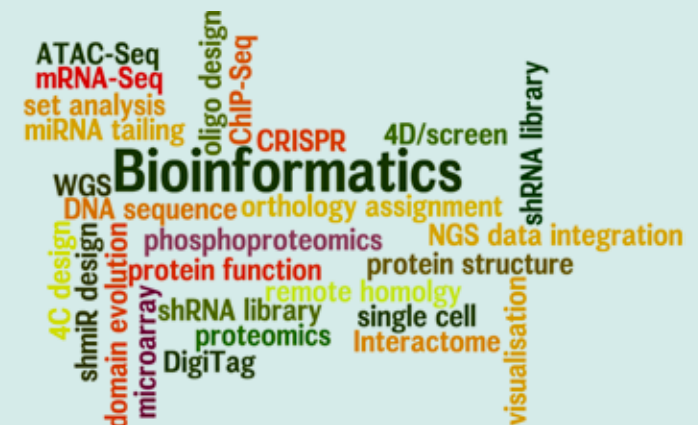 ATAC-Seq
mRNA-Seq
set analysis
miRNA tailing
oligo design
ChIP-Seq
CRISPR
4D/screen
shRNA library
WGS
Bioinformatics
DNA sequence
orthology assignment
4C design
shmiR design
domain evolution
phosphoproteomics
NGS data integration
protein function
protein structure
microarray
remote homolgy
shRNA library
single cell
visualisation
proteomics
Interactome
DigiTag